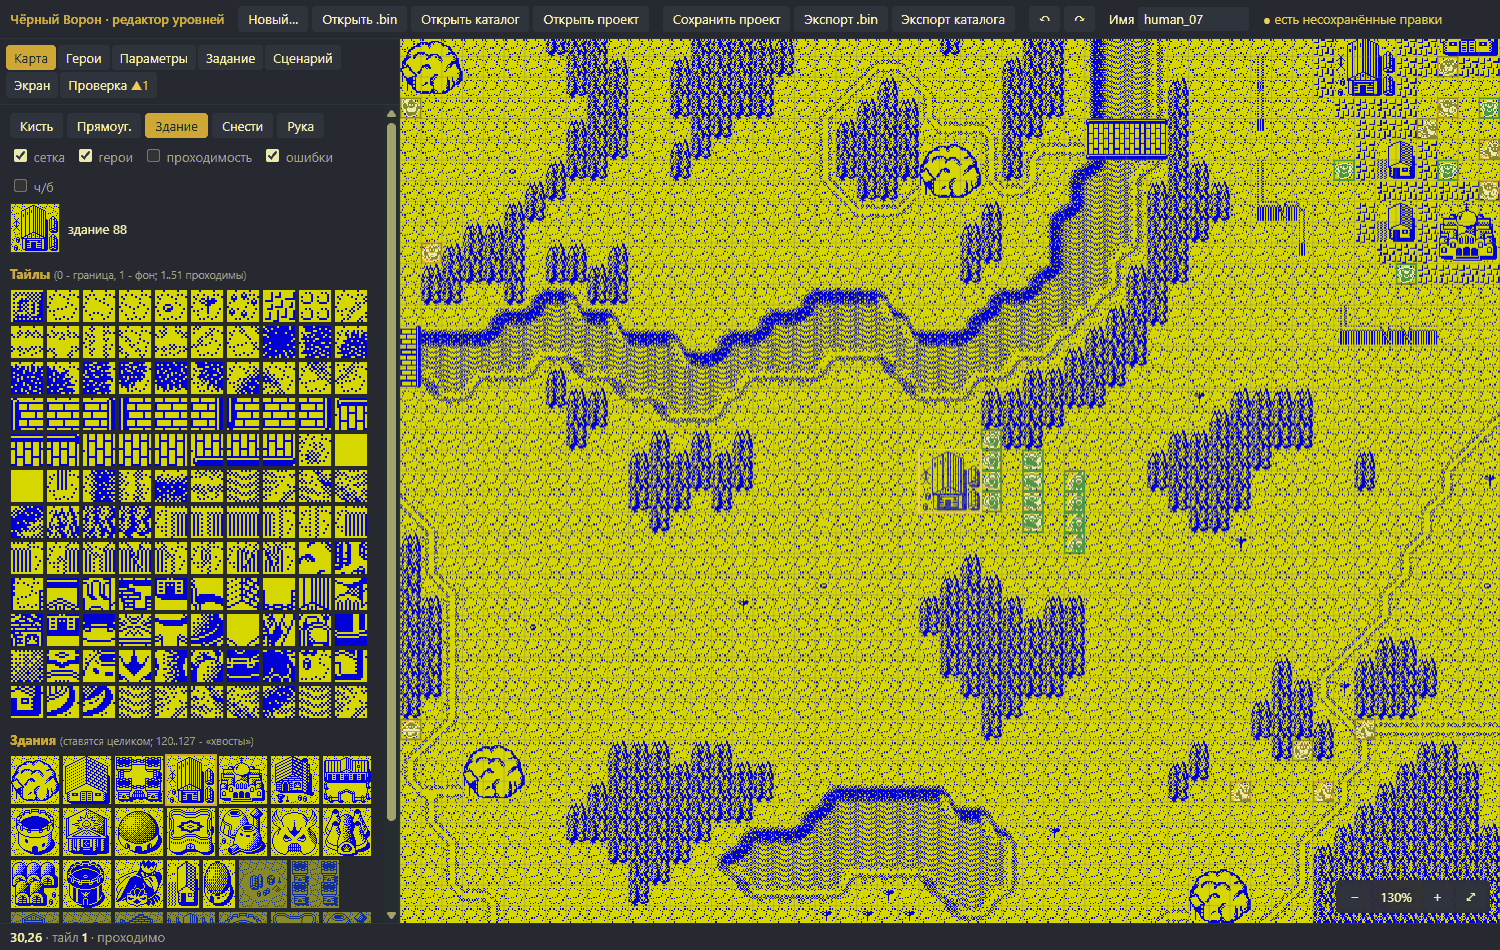 Чёрный Ворон · редактор уровней Новый... Открыть .bin Открыть каталог Открыть проект Сохранить проект Экспорт .bin Экспорт каталога Имя human_07 ● есть несохранённые правки
Карта Герои Параметры Задание Сценарий
Экран Проверка ▲1
Кисть Прямоуг. Здание Снести Рука
сетка герои проходимость ошибки
ч/б
здание 88
Тайлы (0 - граница, 1 - фон; 1..51 проходимы)
Здания (ставятся целиком; 120..127 - «хвосты»)
− 130% +
30,26 · тайл 1 · проходимо